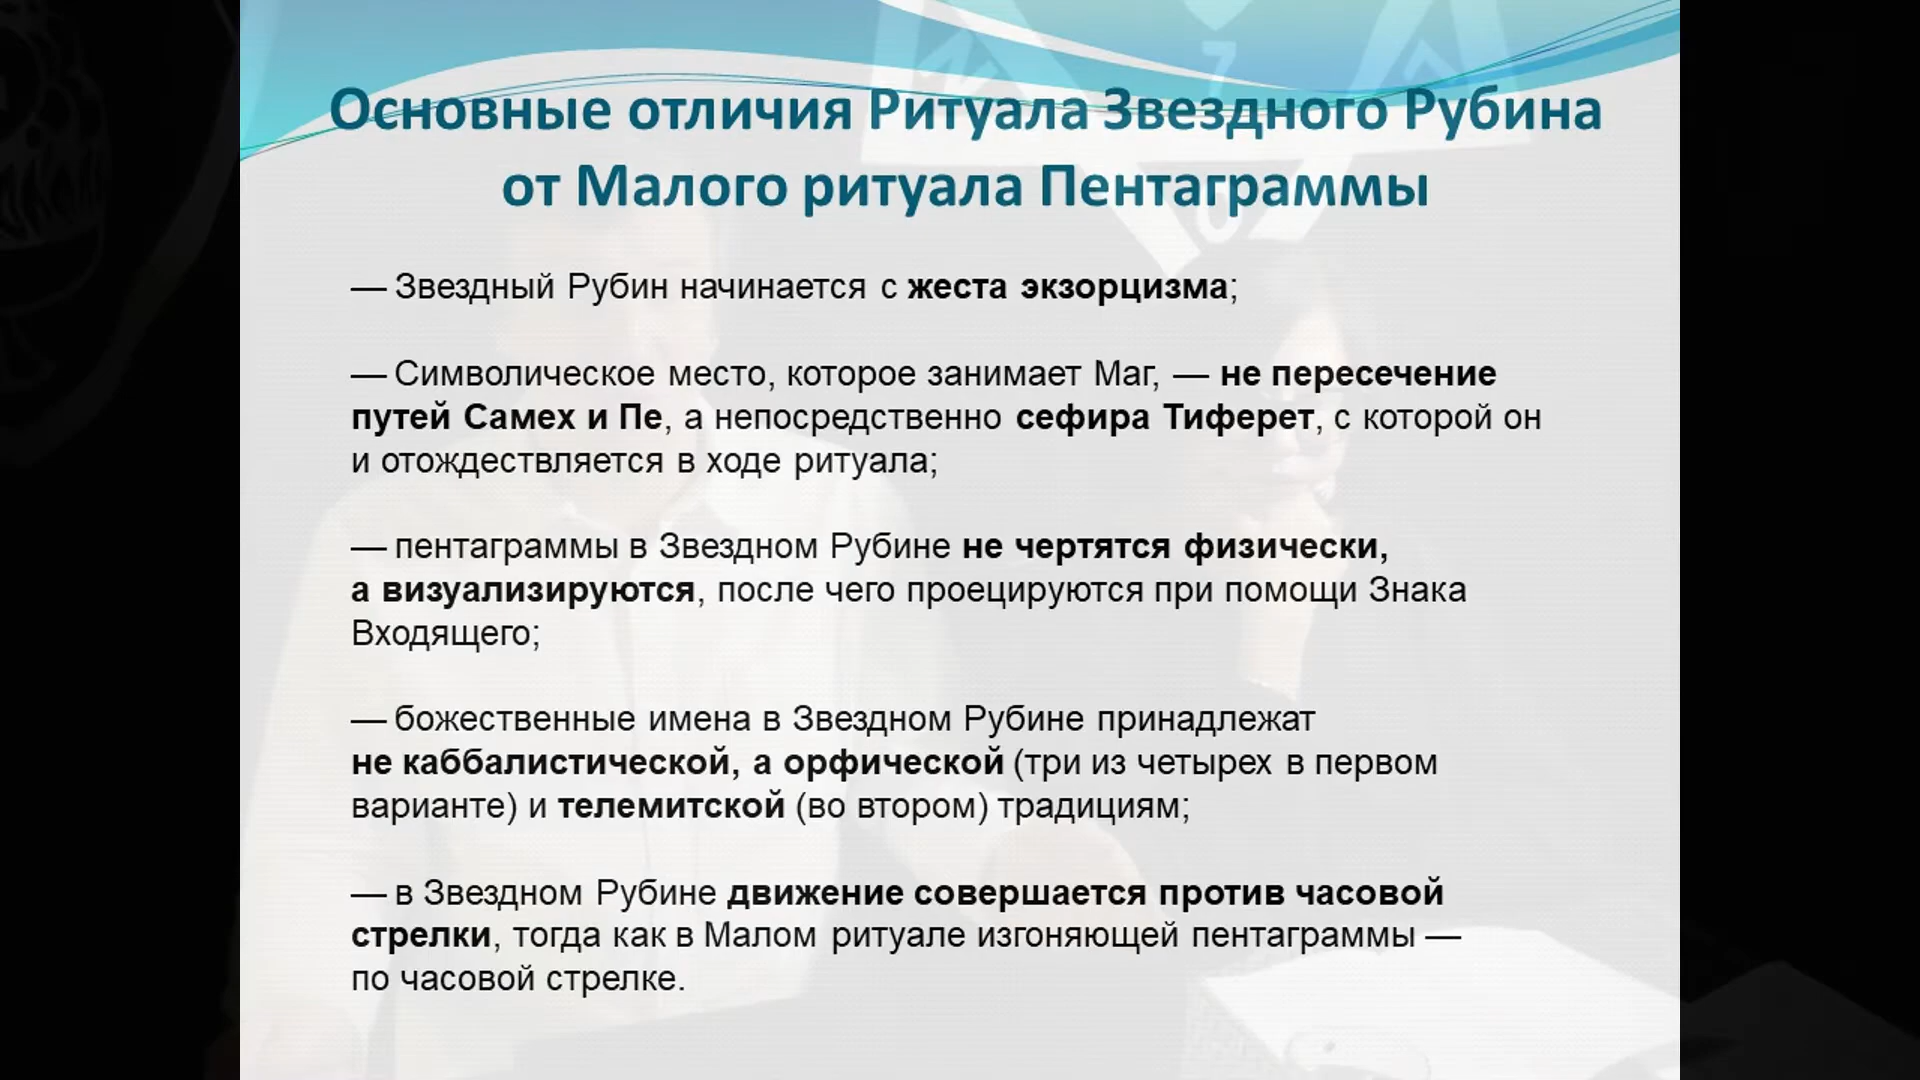 Основные отличия Ритуала Звездного Рубина
от Малого ритуала Пентаграммы
— Звездный Рубин начинается с жеста экзорцизма;
— Символическое место, которое занимает Маг, — не пересечение
путей Самех и Пе, а непосредственно сефира Тиферет, с которой он
и отождествляется в ходе ритуала;
— пентаграммы в Звездном Рубине не чертятся физически,
а визуализируются, после чего проецируются при помощи Знака
Входящего;
— божественные имена в Звездном Рубине принадлежат
не каббалистической, а орфической (три из четырех в первом
варианте) и телемитской (во втором) традициям;
— в Звездном Рубине движение совершается против часовой
стрелки, тогда как в Малом ритуале изгоняющей пентаграммы —
по часовой стрелке.